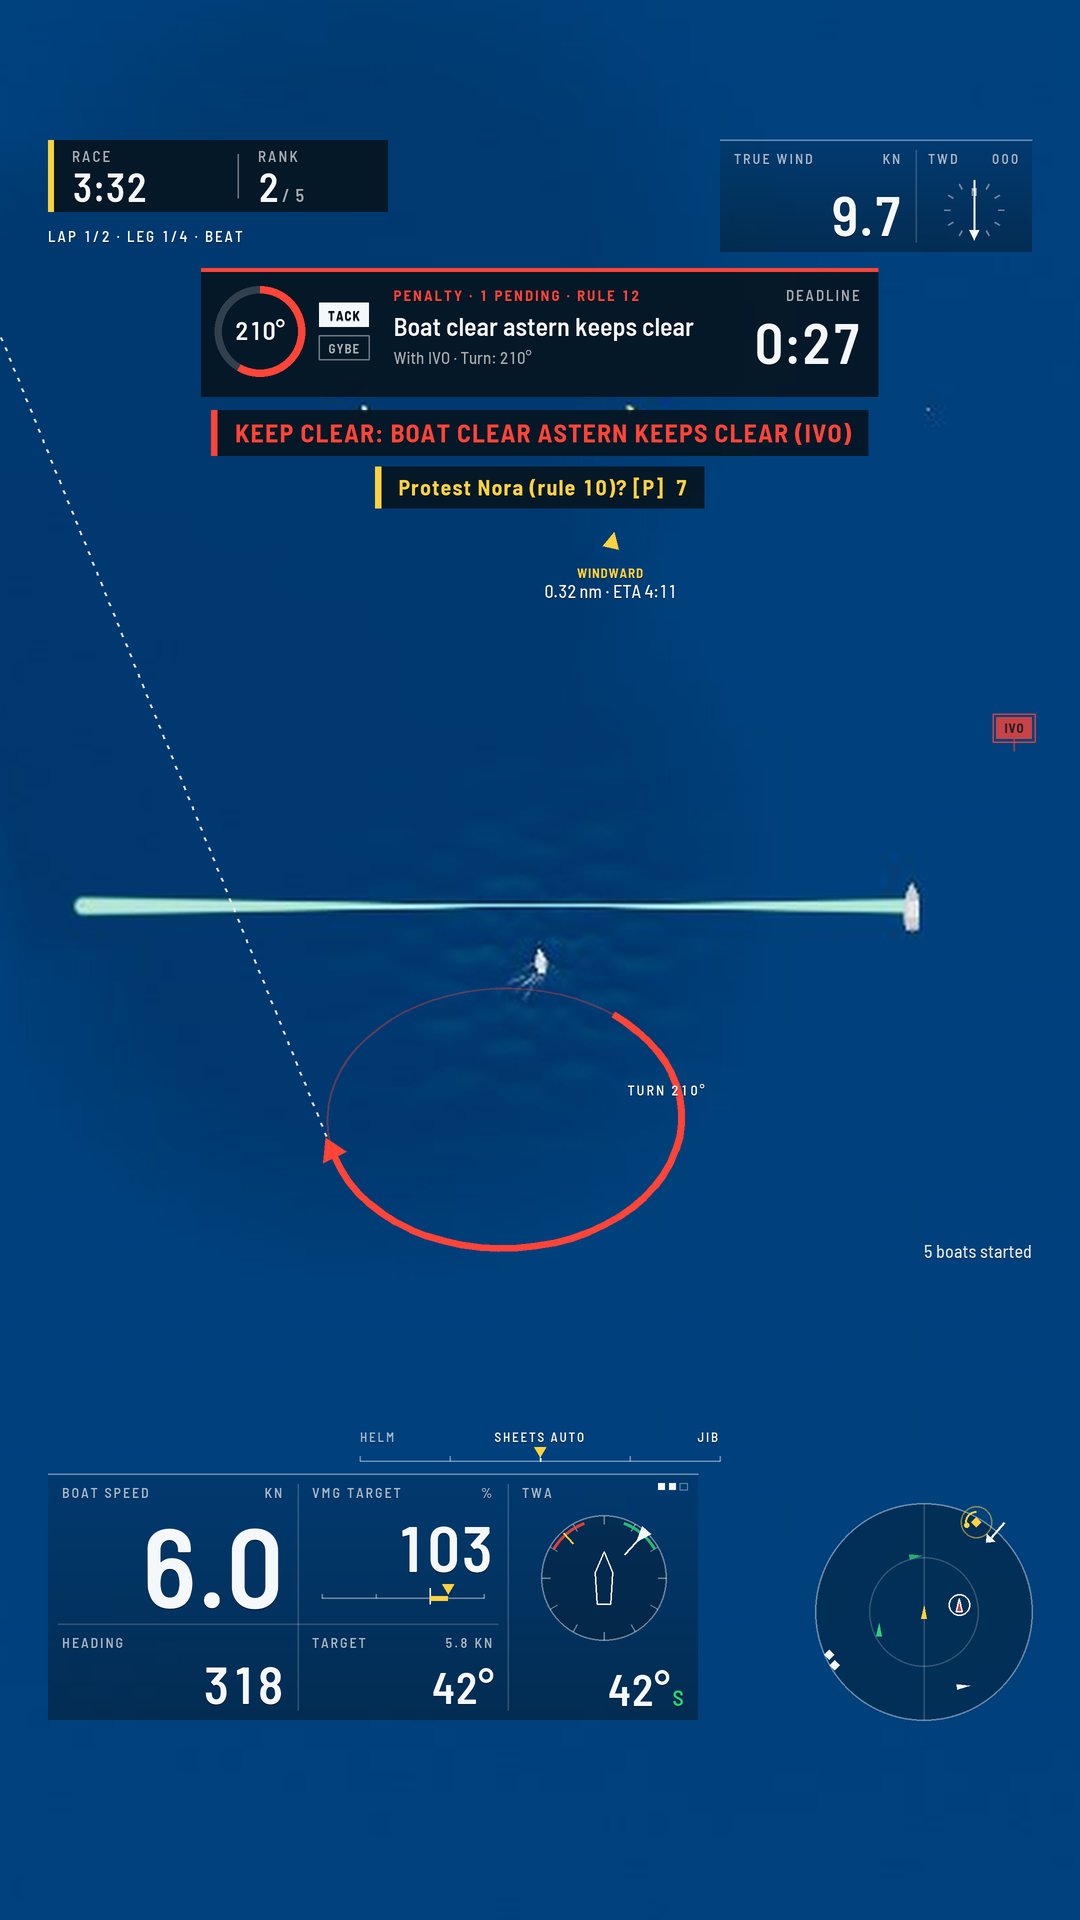 RACE
3:32
RANK
2 / 5
LAP 1/2 · LEG 1/4 · BEAT
TRUE WIND KN
9.7
TWD 000
210°
TACK
GYBE
PENALTY · 1 PENDING · RULE 12
Boat clear astern keeps clear
With IVO · Turn: 210°
DEADLINE
0:27
KEEP CLEAR: BOAT CLEAR ASTERN KEEPS CLEAR (IVO)
Protest Nora (rule 10)? [P] 7
WINDWARD
0.32 nm · ETA 4:11
IVO
TURN 210°
5 boats started
HELM SHEETS AUTO JIB
BOAT SPEED KN
6.0
VMG TARGET %
103
TWA
HEADING
318
TARGET 5.8 KN
42°
42° S